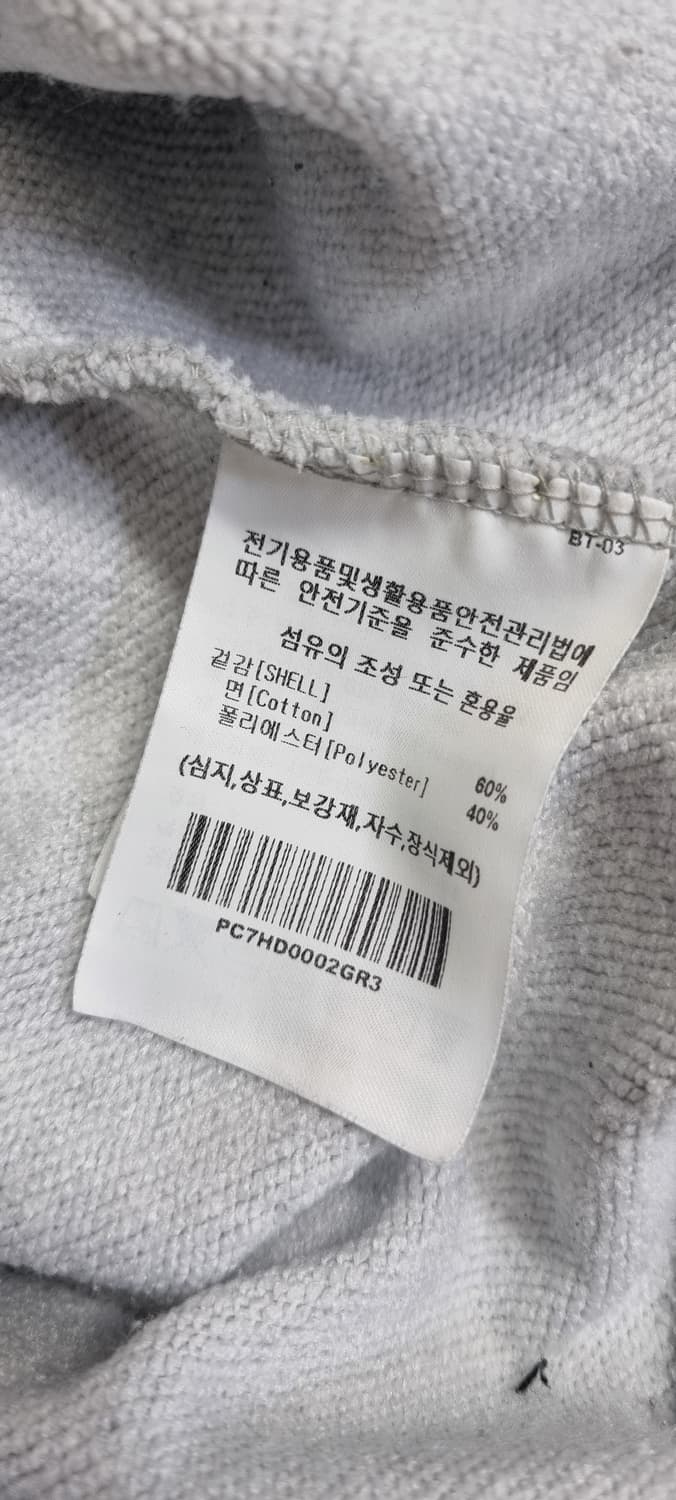 BT-03
전기용품및생활용품안전관리법에
따른 안전기준을 준수한 제품임
섬유의 조성 또는 혼용율
겉감[SHELL]
면[Cotton] 60%
폴리에스터[Polyester] 40%
(심지,상표,보강재,자수,장식제외)
PC7HD0002GR3